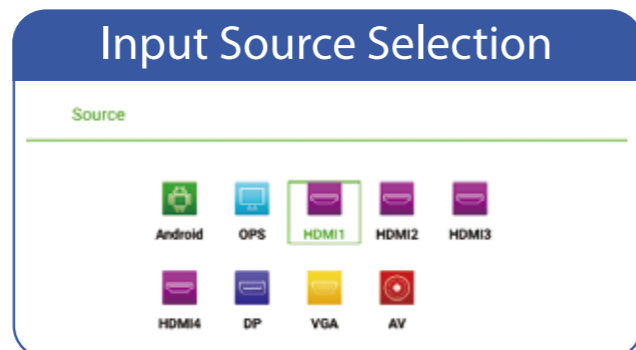 Input Source Selection
Source
Android OPS HDMI1 HDMI2 HDMI3
HDMI4 DP VGA AV